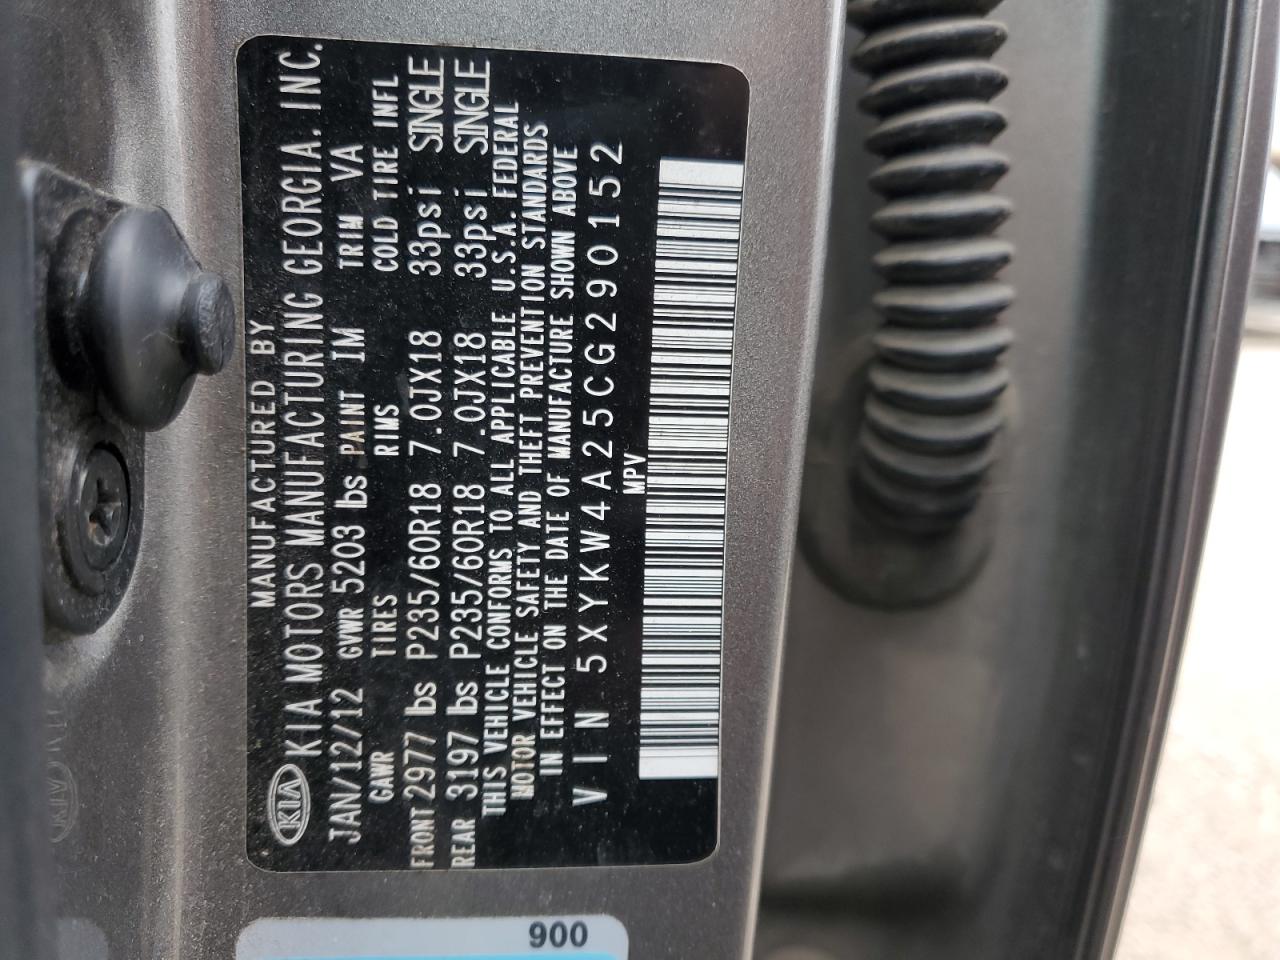 MANUFACTURED BY
KIA KIA MOTORS MANUFACTURING GEORGIA. INC.
JAN/12/12 GVWR 5203 lbs PAINT IM TRIM VA
GAWR TIRES RIMS COLD TIRE INFL
FRONT 2977 lbs P235/60R18 7.0JX18 33psi SINGLE
REAR 3197 lbs P235/60R18 7.0JX18 33psi SINGLE
THIS VEHICLE CONFORMS TO ALL APPLICABLE U.S.A. FEDERAL
MOTOR VEHICLE SAFETY AND THEFT PREVENTION STANDARDS
IN EFFECT ON THE DATE OF MANUFACTURE SHOWN ABOVE
VIN 5XYKW4A25CG290152
MPV
900